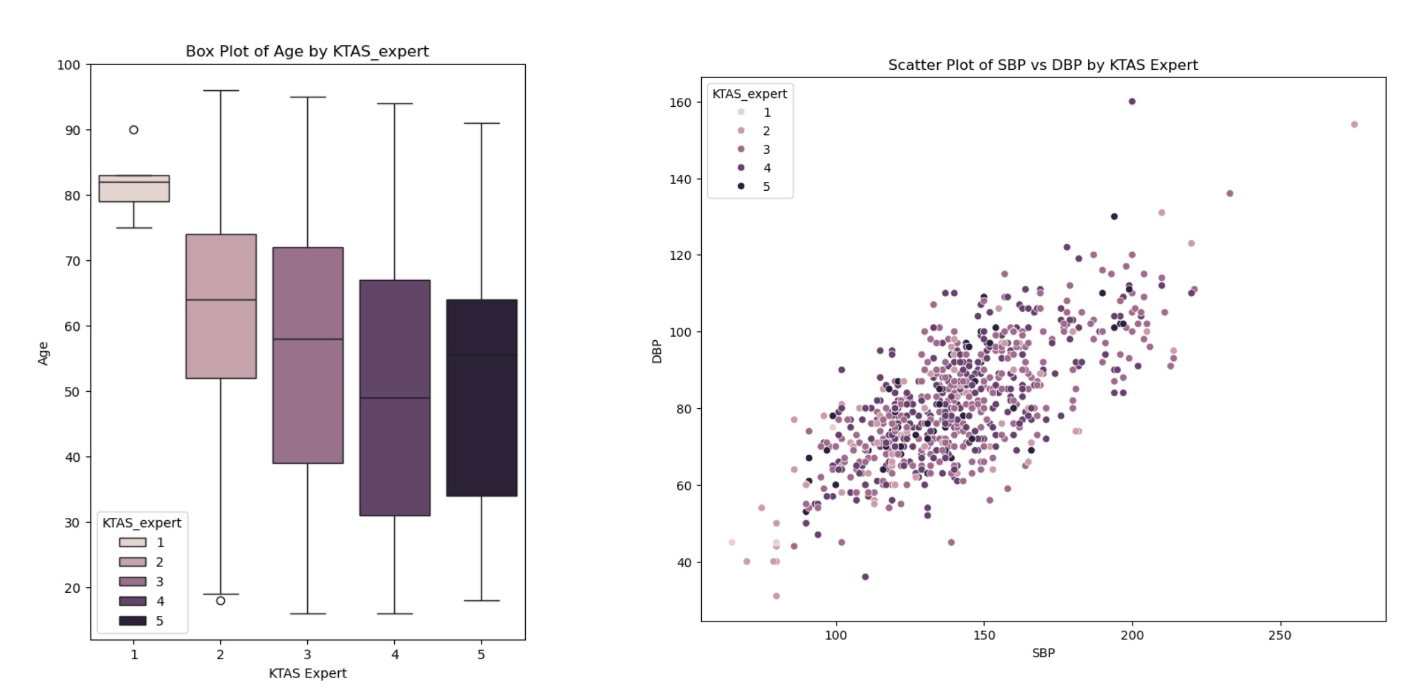 Box Plot of Age by KTAS_expert
100
90
80
70
60
50
40
30
20
Age
KTAS_expert
1
2
3
4
5
1 2 3 4 5
KTAS Expert
Scatter Plot of SBP vs DBP by KTAS Expert
KTAS_expert
1
2
3
4
5
160
140
120
100
80
60
40
DBP
100 150 200 250
SBP